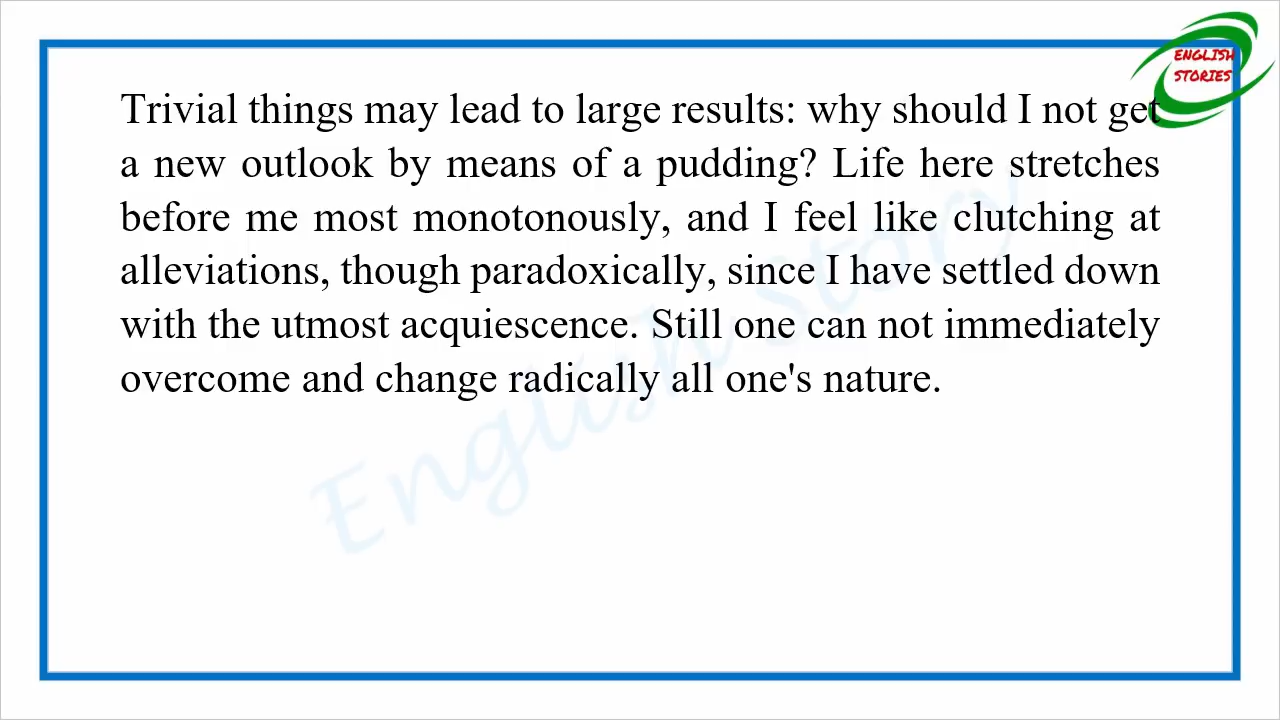 ENGLISH
STORIES
Trivial things may lead to large results: why should I not get
a new outlook by means of a pudding? Life here stretches
before me most monotonously, and I feel like clutching at
alleviations, though paradoxically, since I have settled down
with the utmost acquiescence. Still one can not immediately
overcome and change radically all one's nature.
English Story